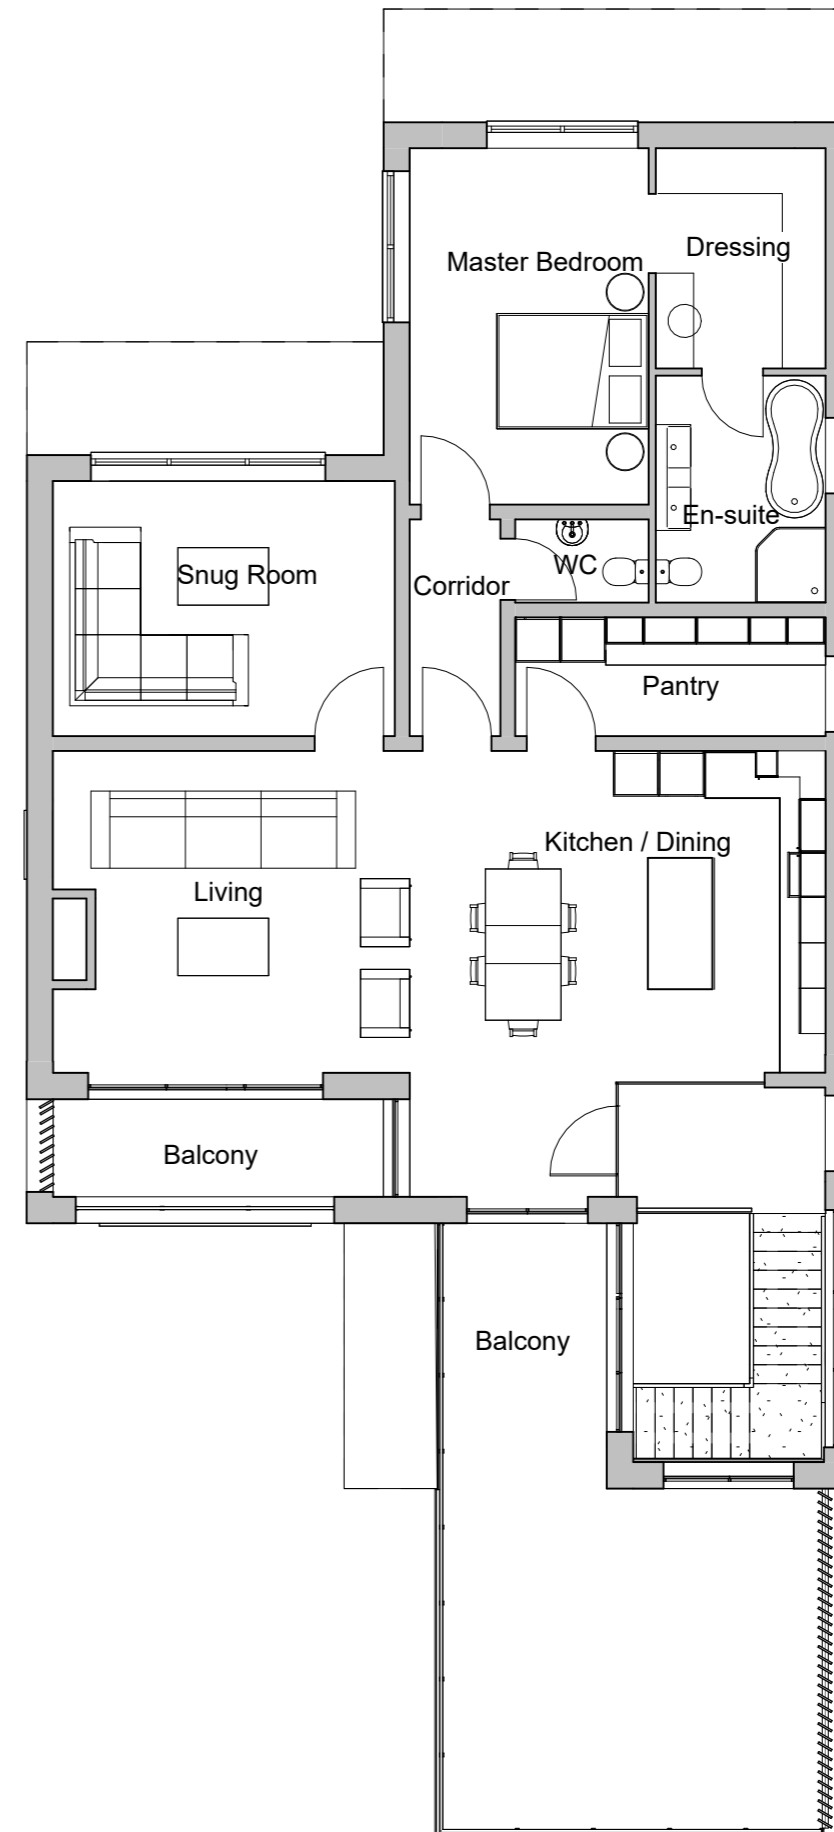 Master Bedroom
Dressing
En-suite
WC
Snug Room
Corridor
Pantry
Kitchen / Dining
Living
Balcony
Balcony